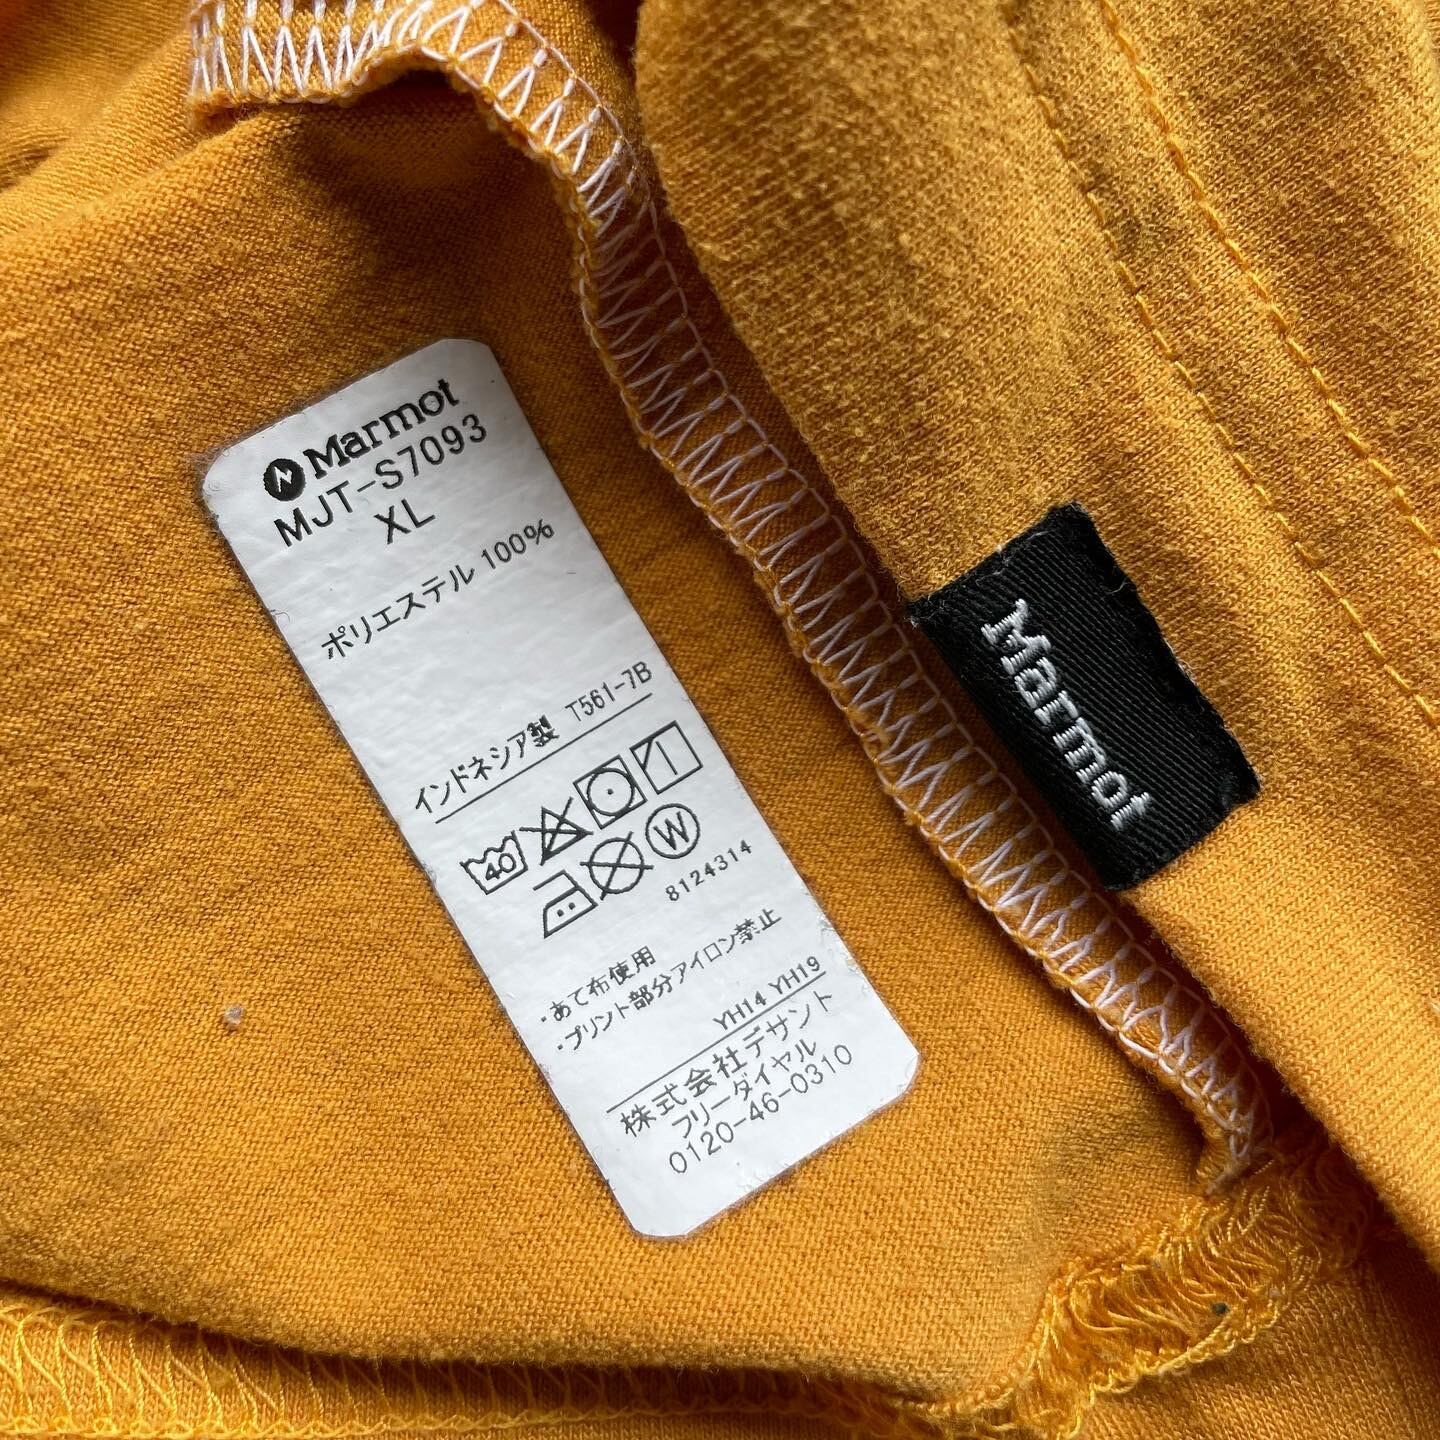 Marmot
MJT-S7093
XL
ポリエステル 100%
インドネシア製 T561-7B
40
W
8124314
・あて布使用
・プリント部分アイロン禁止
YH14 YH19
株式会社デサント
フリーダイヤル
0120-46-0310
Marmot